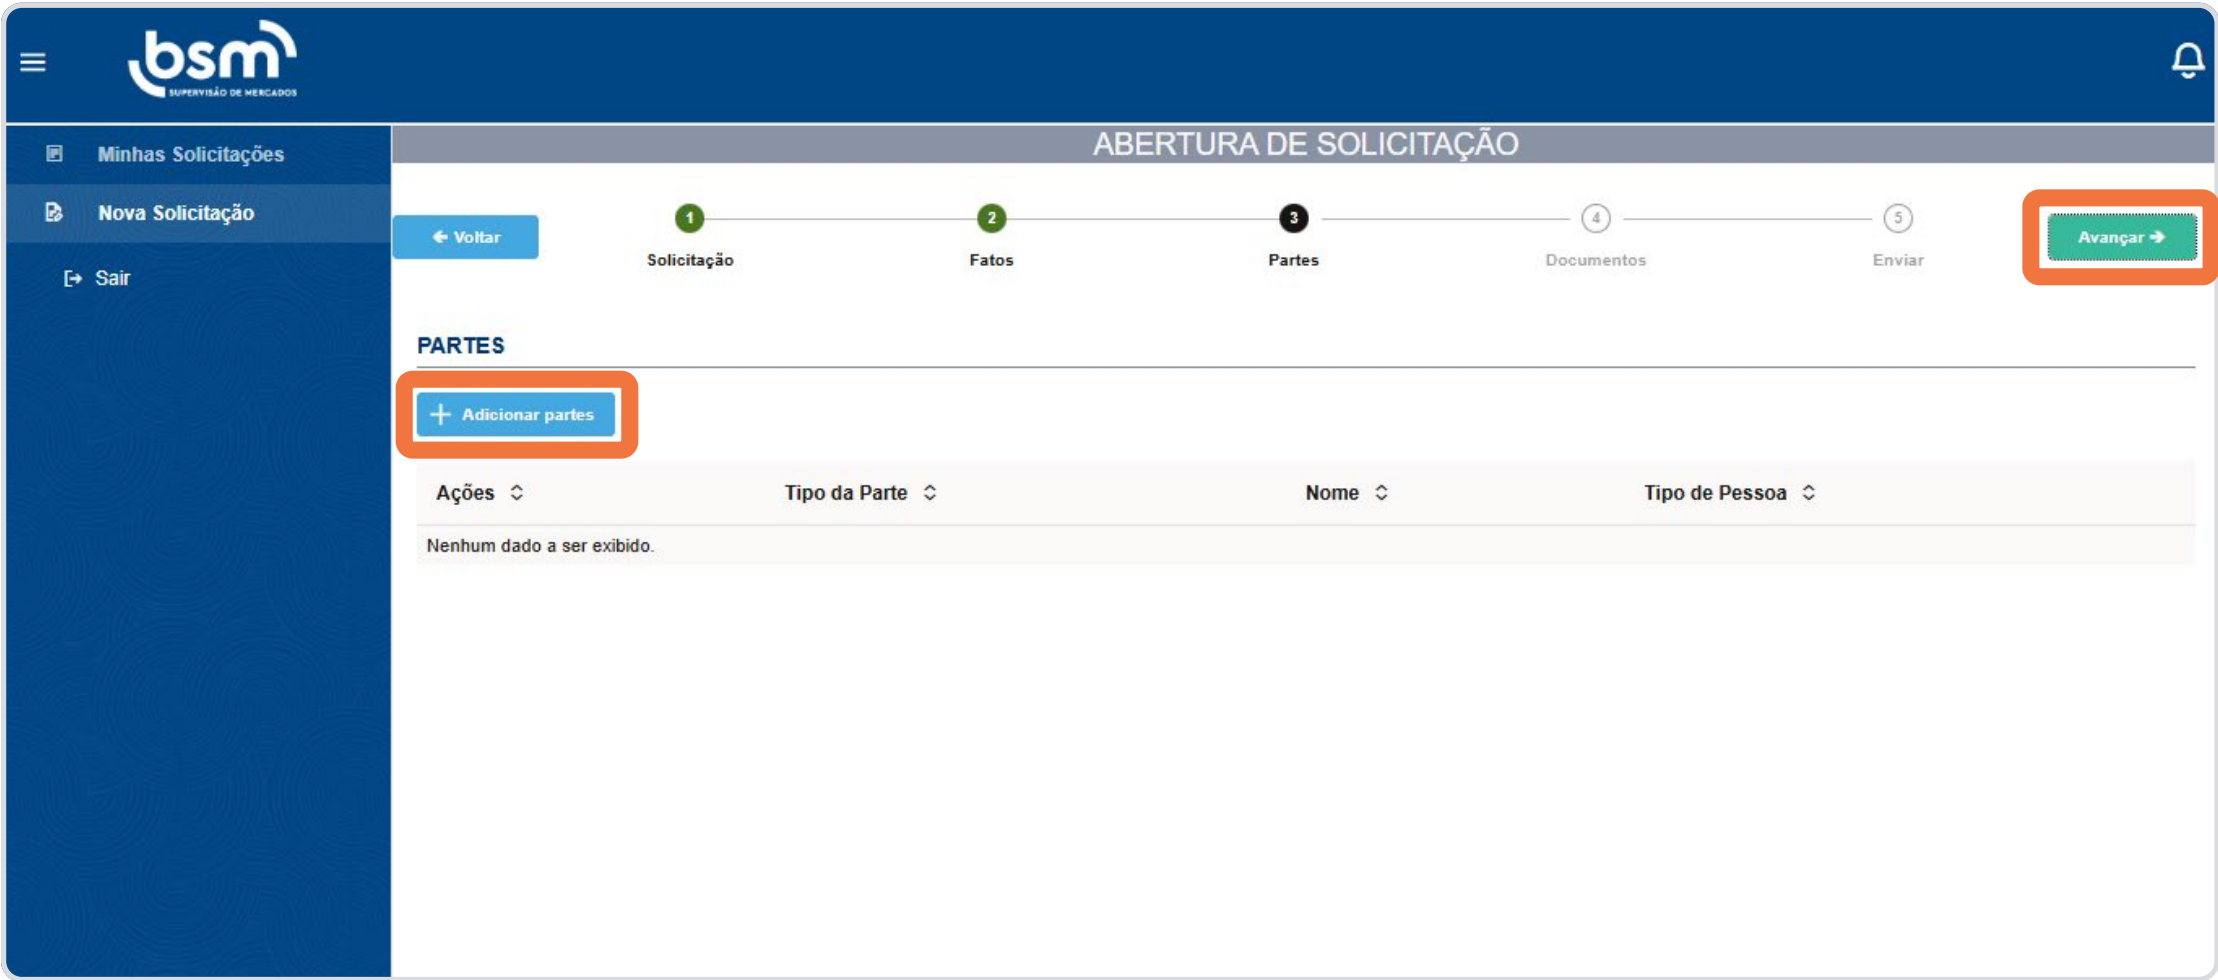 bsm
SUPERVISÃO DE MERCADOS
Minhas Solicitações
Nova Solicitação
Sair
ABERTURA DE SOLICITAÇÃO
Voltar
1
Solicitação
2
Fatos
3
Partes
4
Documentos
5
Enviar
Avançar
PARTES
Adicionar partes
Ações Tipo da Parte Nome Tipo de Pessoa
Nenhum dado a ser exibido.